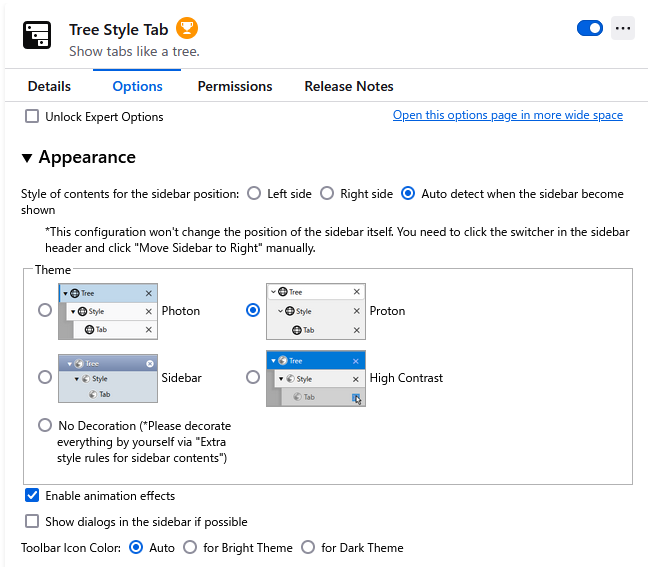 Tree Style Tab
Show tabs like a tree.
Details Options Permissions Release Notes
Unlock Expert Options Open this options page in more wide space
Appearance
Style of contents for the sidebar position: Left side Right side Auto detect when the sidebar become
shown
*This configuration won't change the position of the sidebar itself. You need to click the switcher in the sidebar
header and click "Move Sidebar to Right" manually.
Theme
Tree
Style
Tab
Photon
Tree
Style
Tab
Proton
Tree
Style
Tab
Sidebar
Tree
Style
Tab
High Contrast
No Decoration (*Please decorate
everything by yourself via "Extra
style rules for sidebar contents")
Enable animation effects
Show dialogs in the sidebar if possible
Toolbar Icon Color: Auto for Bright Theme for Dark Theme